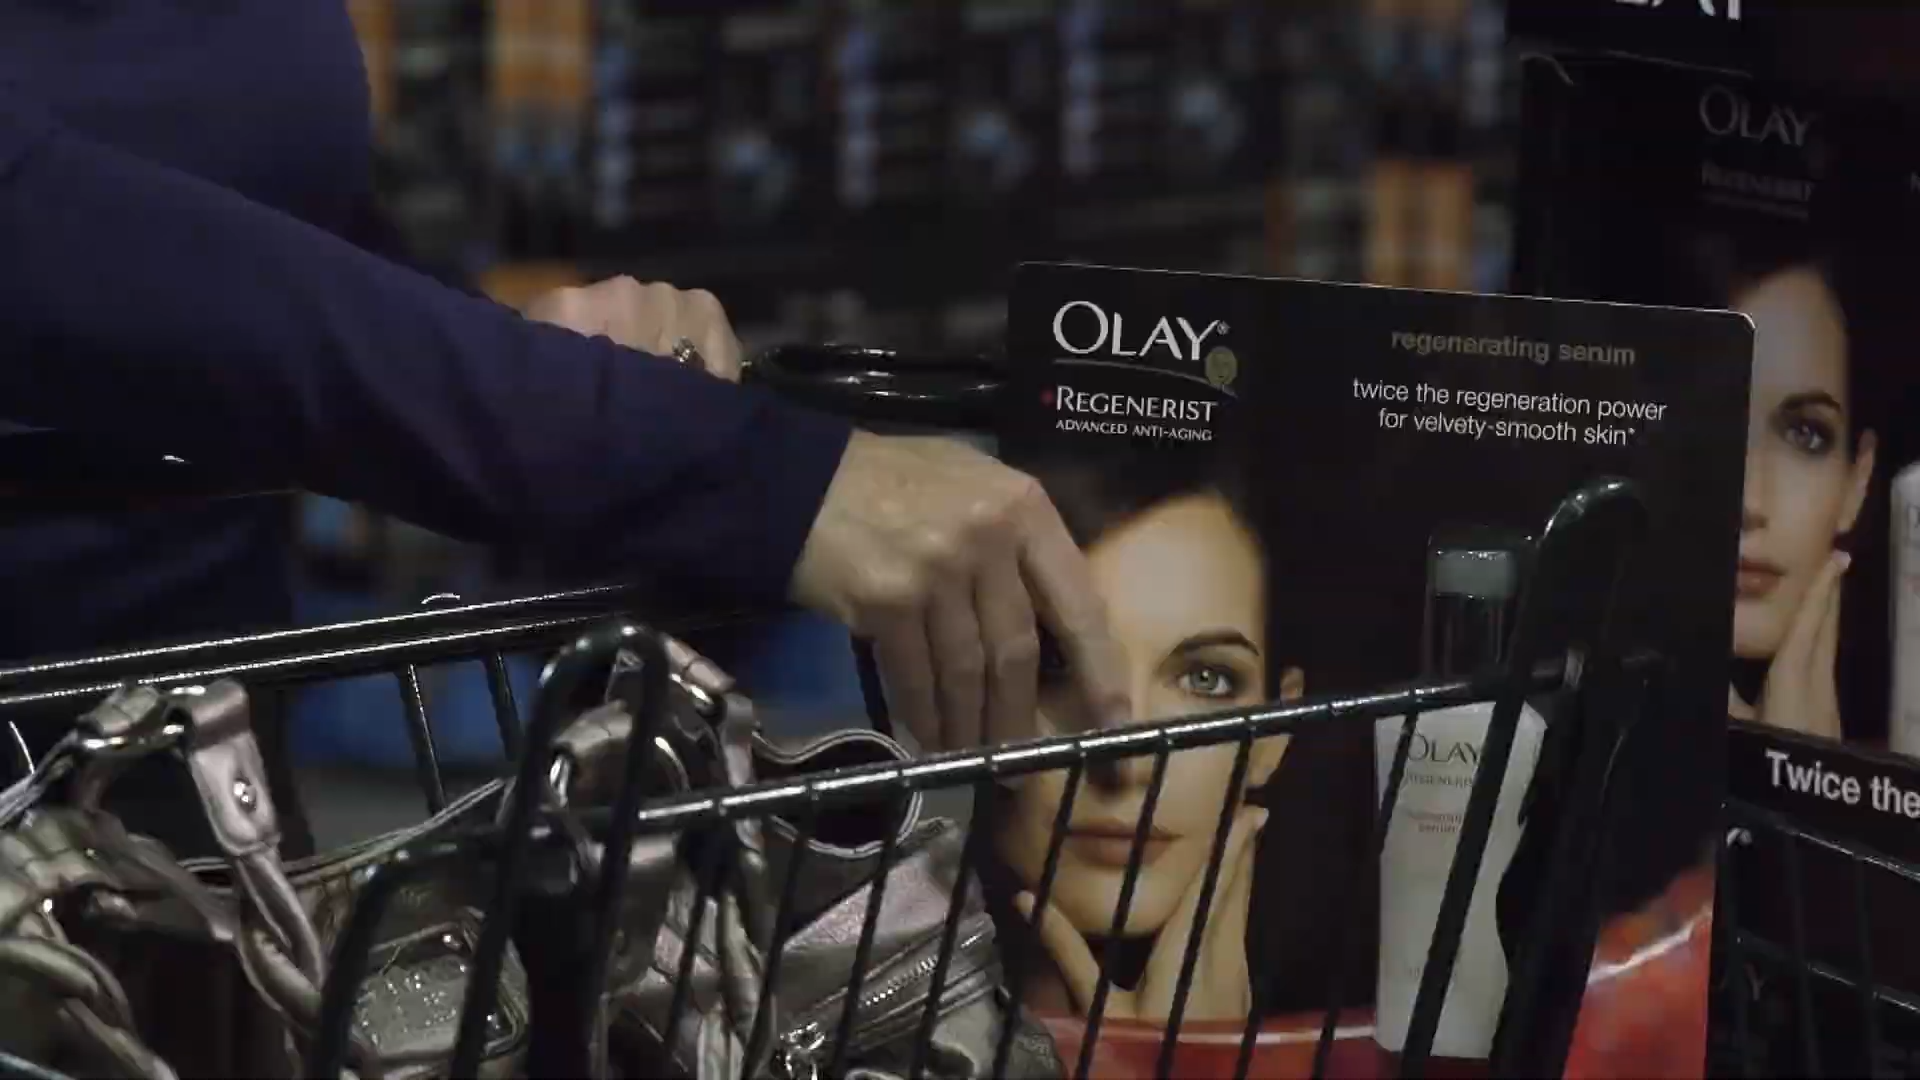 OLAY®
REGENERIST
ADVANCED ANTI-AGING
regenerating serum
twice the regeneration power
for velvety-smooth skin*
OLAY
REGENERIST
OLAY
REGENERIST
Twice the